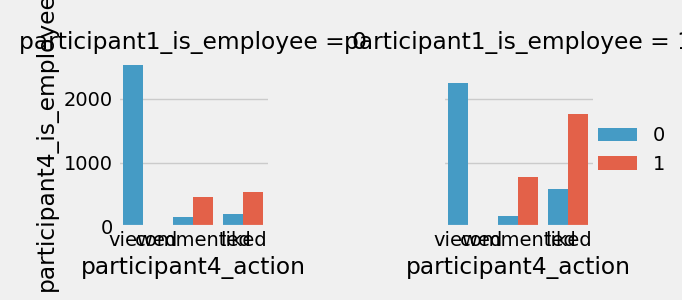 participant1_is_employee = 0
participant1_is_employee = 1
participant4_is_employee
2000
1000
0
viewed commented liked
viewed commented liked
participant4_action
participant4_action
0
1